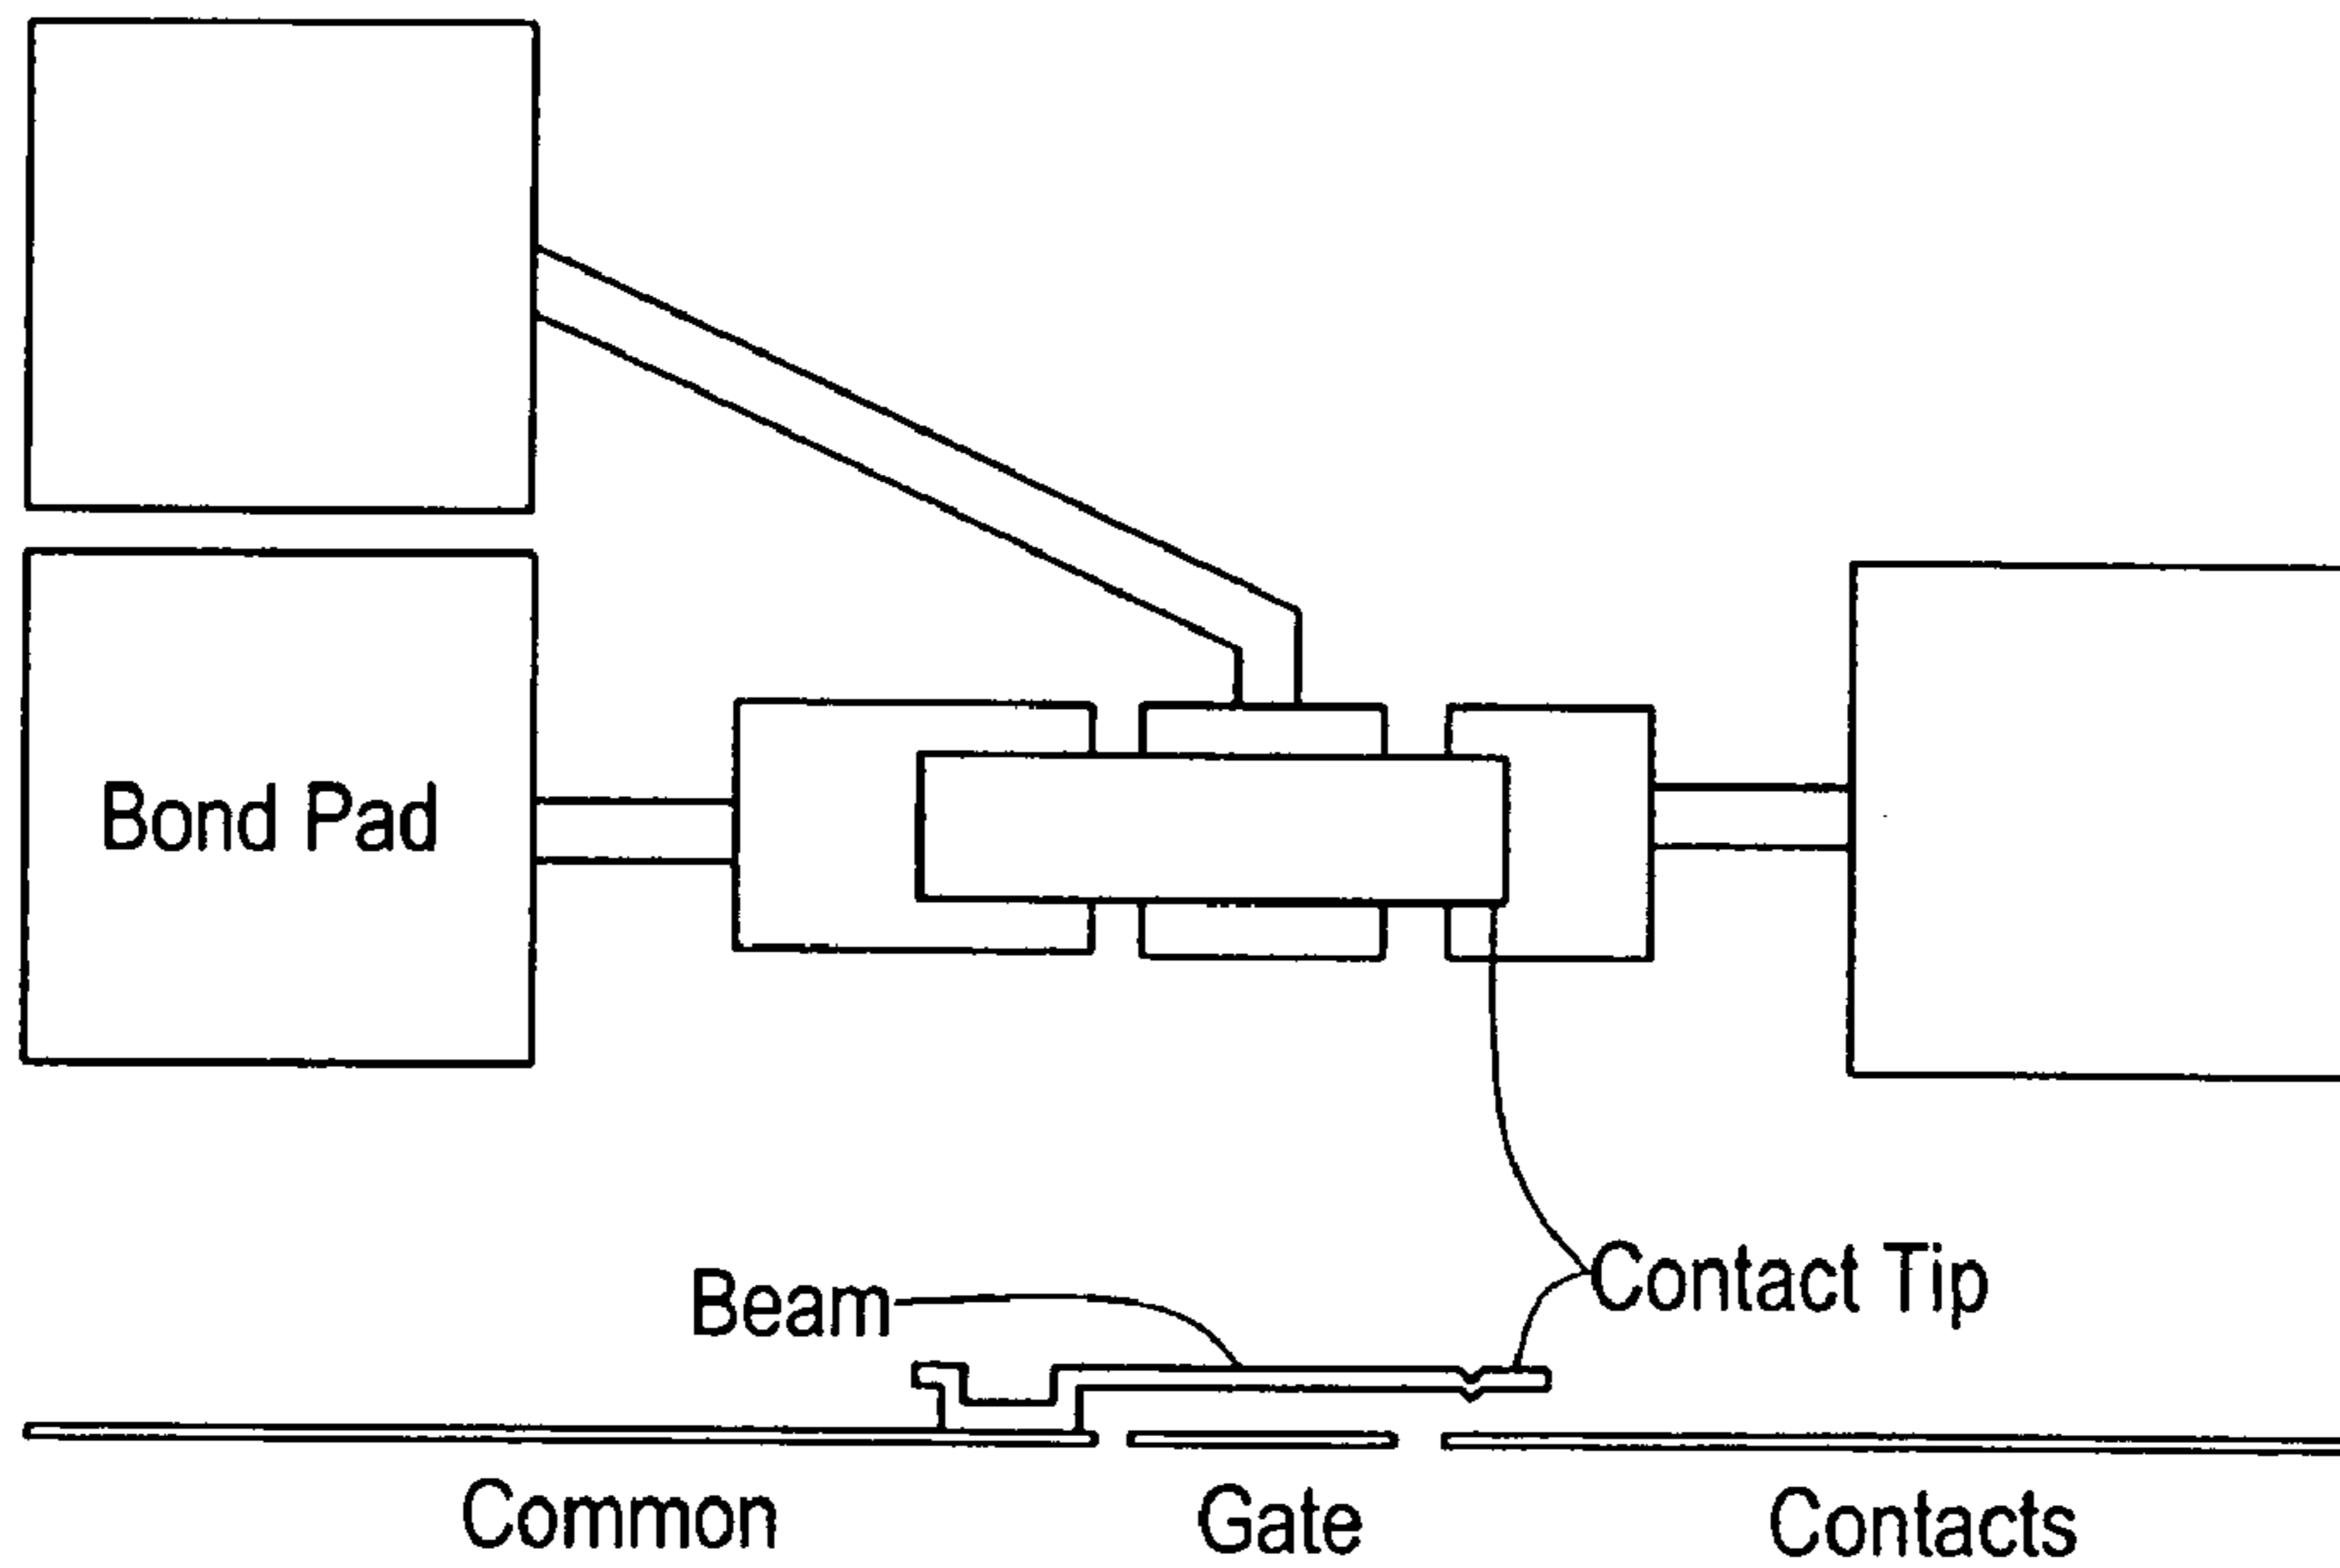 Bond Pad
Contact Tip
Beam
Common
Gate
Contacts